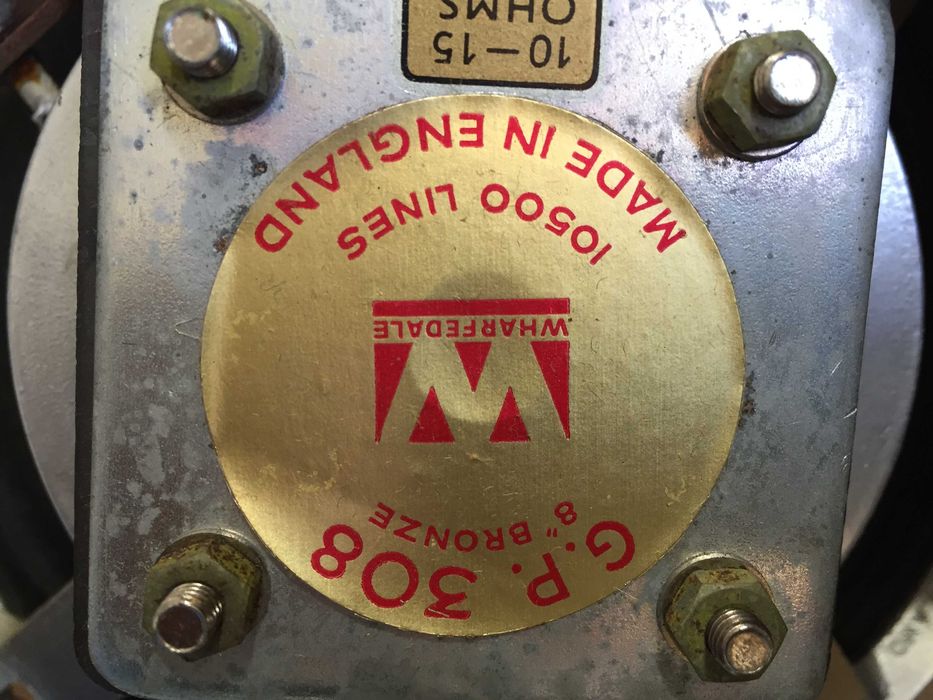 G.P. 308
8" BRONZE
WHARFEDALE
10500 LINES
MADE IN ENGLAND
10-15
OHMS